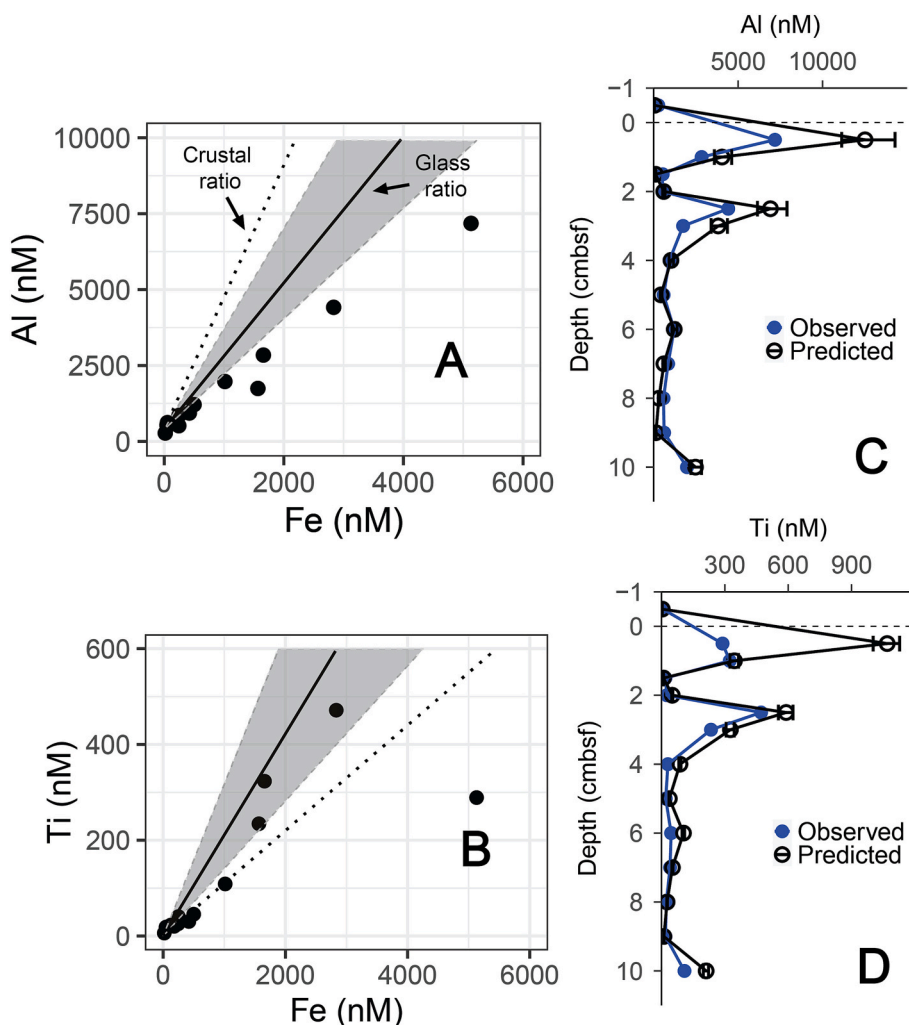 Al (nM)
5000 10000
−1
0
2
4
6
8
10
Depth (cmbsf)
Observed
Predicted
C
10000
7500
5000
2500
0
Al (nM)
Crustal
ratio
Glass
ratio
A
0 2000 4000 6000
Fe (nM)
Ti (nM)
300 600 900
−1
0
2
4
6
8
10
Depth (cmbsf)
Observed
Predicted
D
600
400
200
0
Ti (nM)
B
0 2000 4000 6000
Fe (nM)